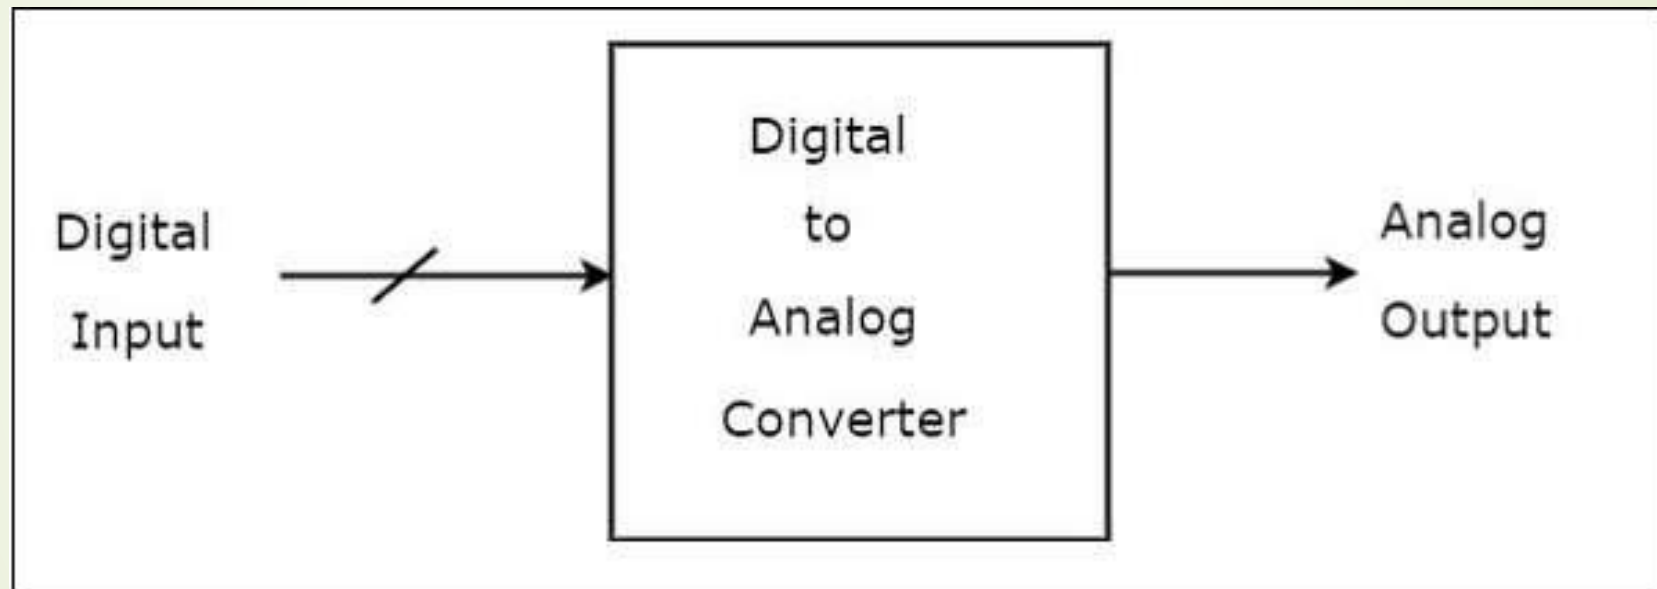 Digital
Input
Digital
to
Analog
Converter
Analog
Output